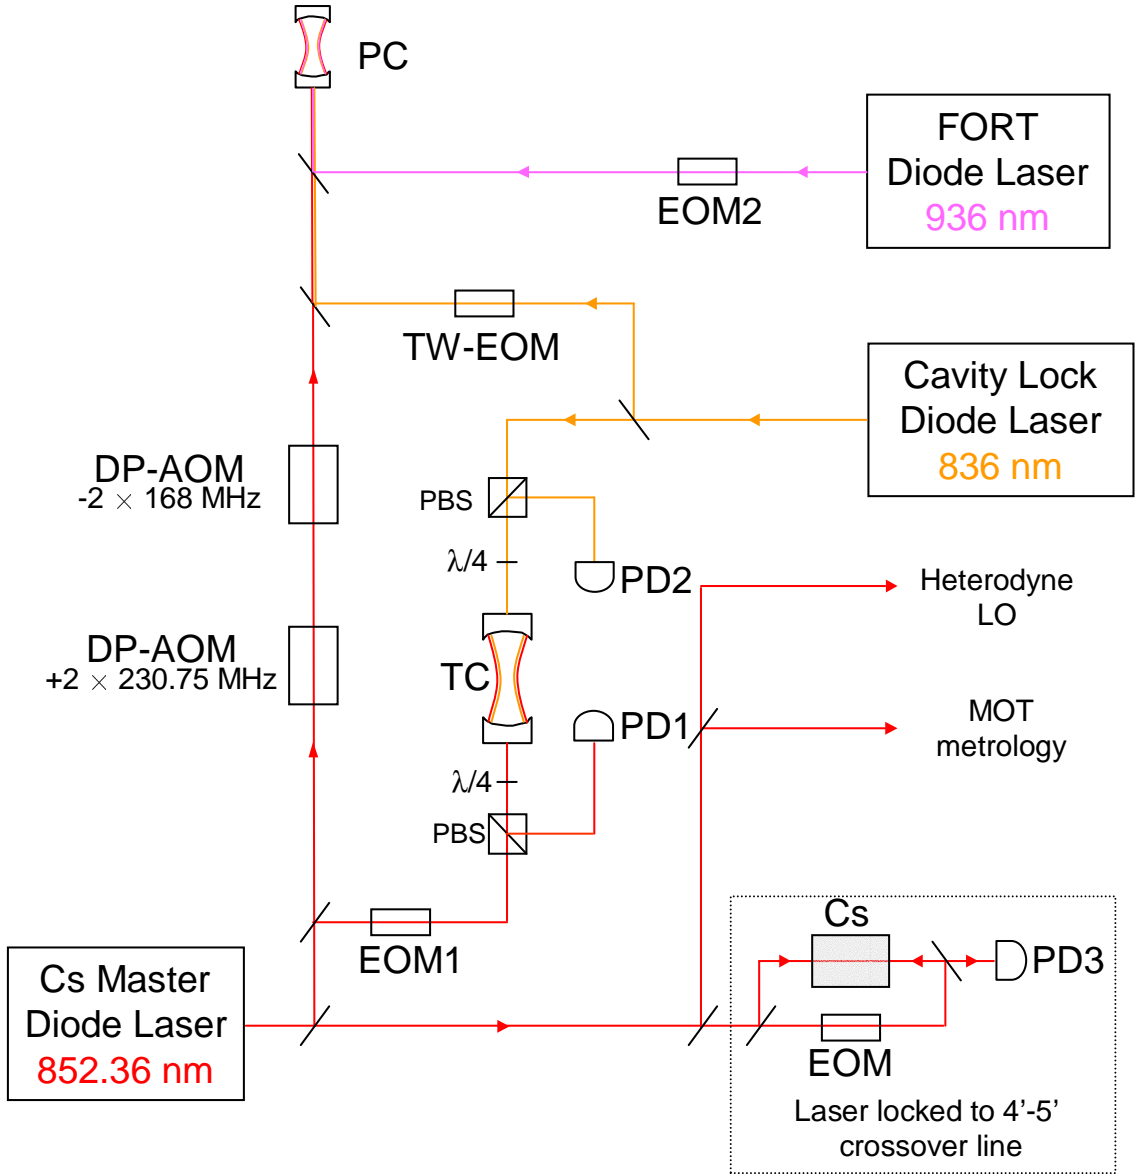 PC
FORT
Diode Laser
936 nm
EOM2
TW-EOM
Cavity Lock
Diode Laser
836 nm
DP-AOM
-2 × 168 MHz
PBS
λ/4
PD2
Heterodyne
LO
DP-AOM
+2 × 230.75 MHz
TC
PD1
MOT
metrology
λ/4
PBS
EOM1
Cs
PD3
Cs Master
Diode Laser
852.36 nm
EOM
Laser locked to 4'-5'
crossover line